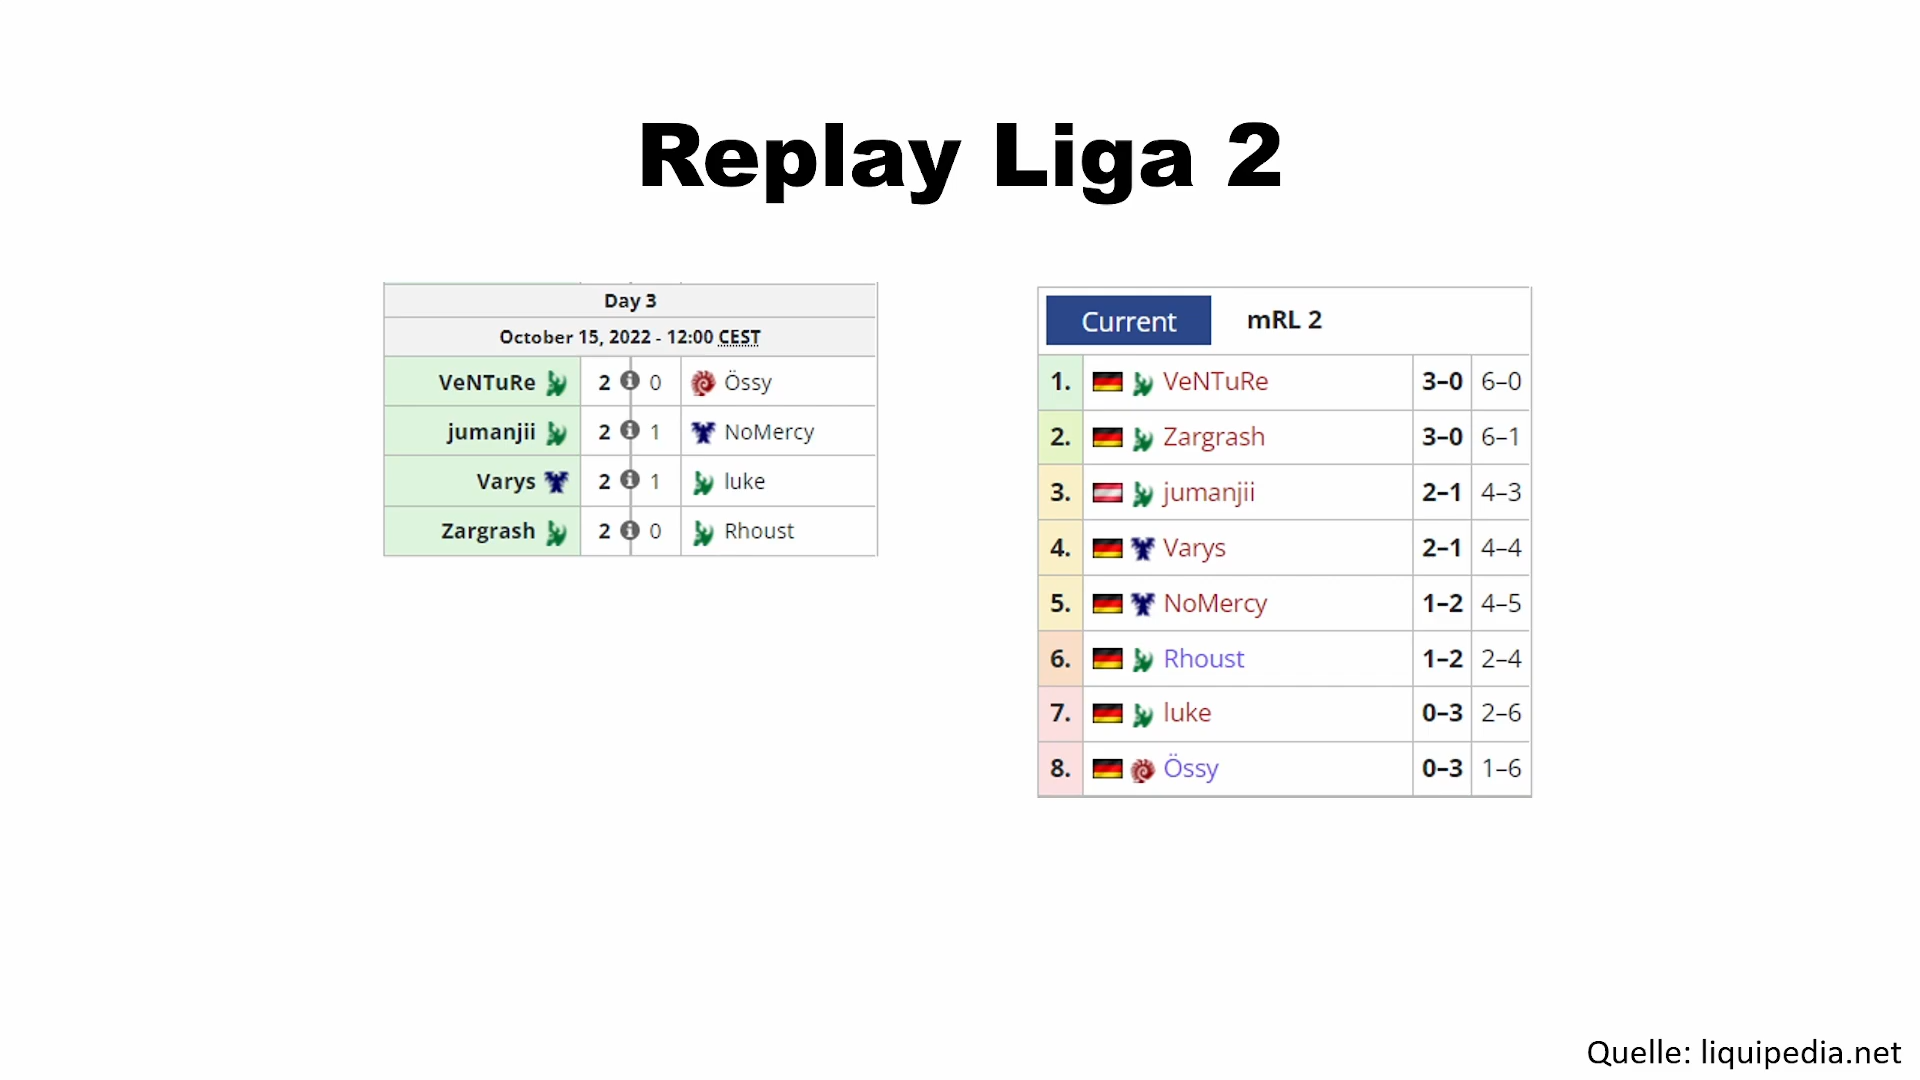 Replay Liga 2
Day 3
October 15, 2022 - 12:00 CEST
VeNTuRe 2 0 Össy
jumanjii 2 1 NoMercy
Varys 2 1 luke
Zargrash 2 0 Rhoust
Current mRL 2
1. VeNTuRe 3–0 6–0
2. Zargrash 3–0 6–1
3. jumanjii 2–1 4–3
4. Varys 2–1 4–4
5. NoMercy 1–2 4–5
6. Rhoust 1–2 2–4
7. luke 0–3 2–6
8. Össy 0–3 1–6
Quelle: liquipedia.net